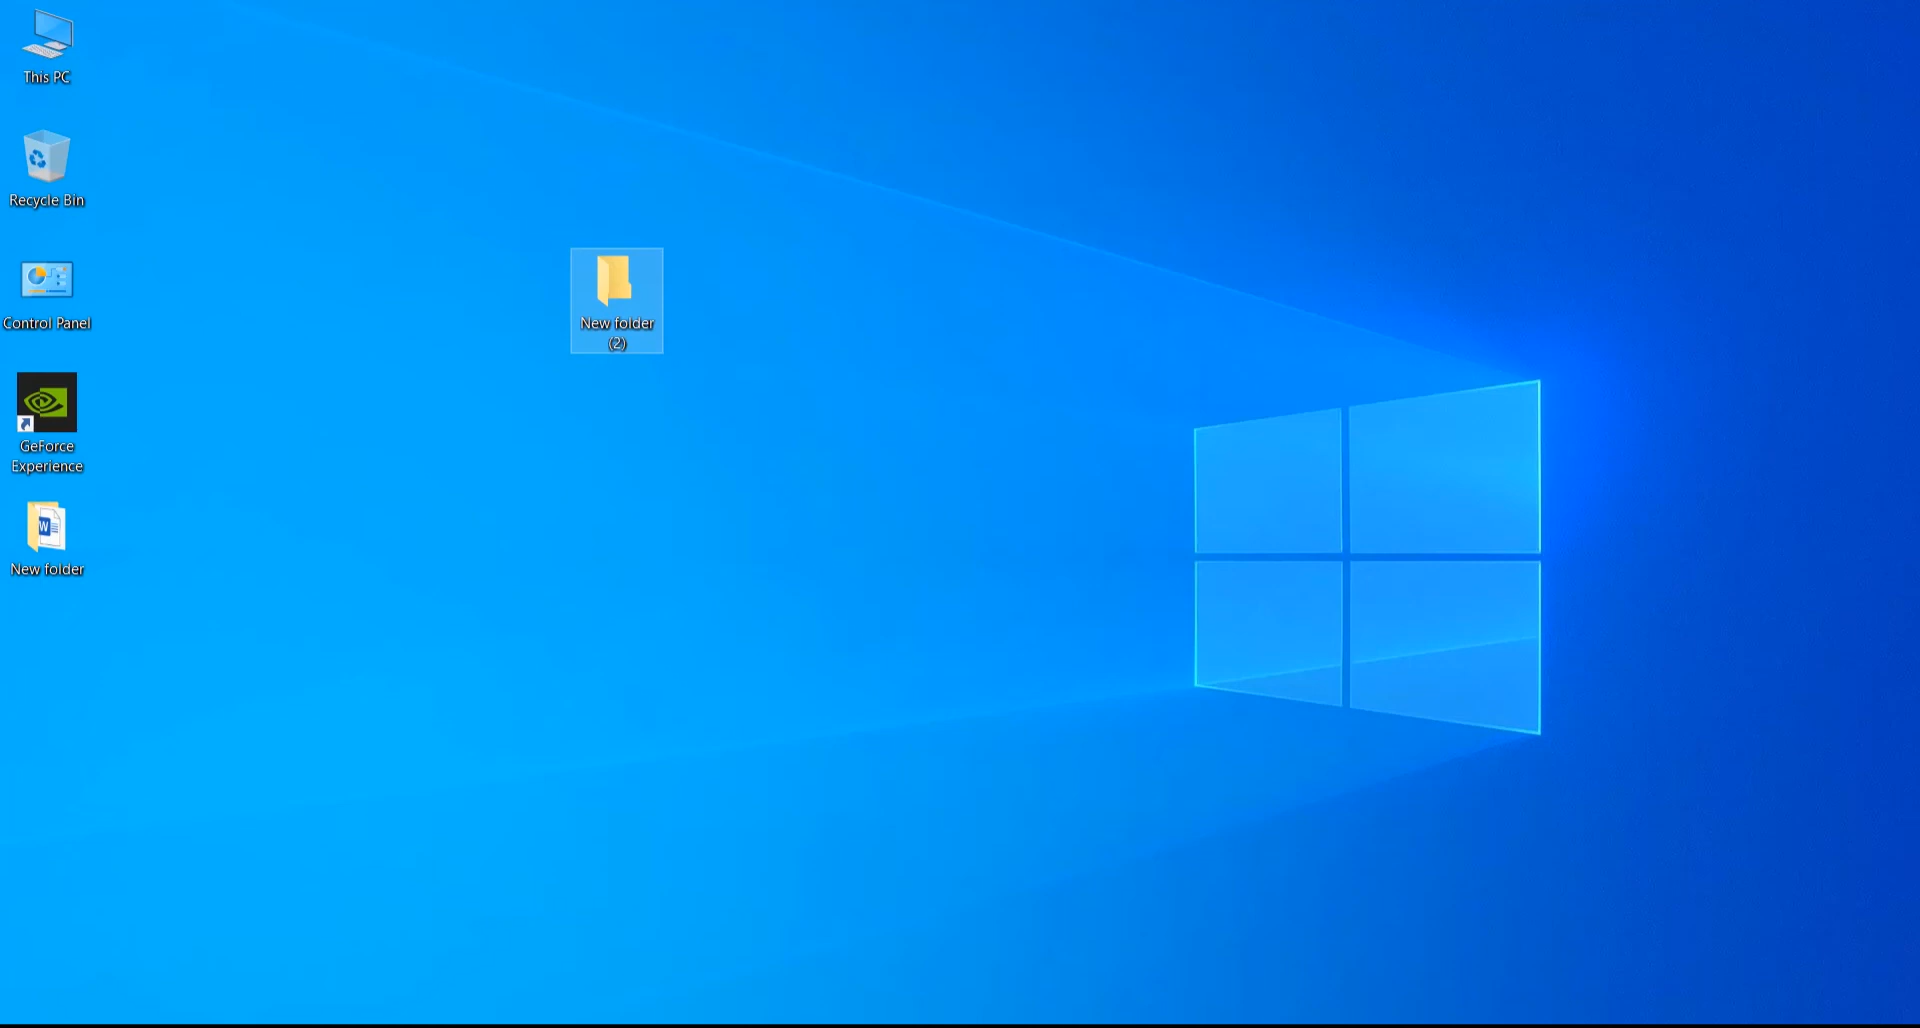 This PC
Recycle Bin
Control Panel
GeForce
Experience
New folder
New folder
(2)
W